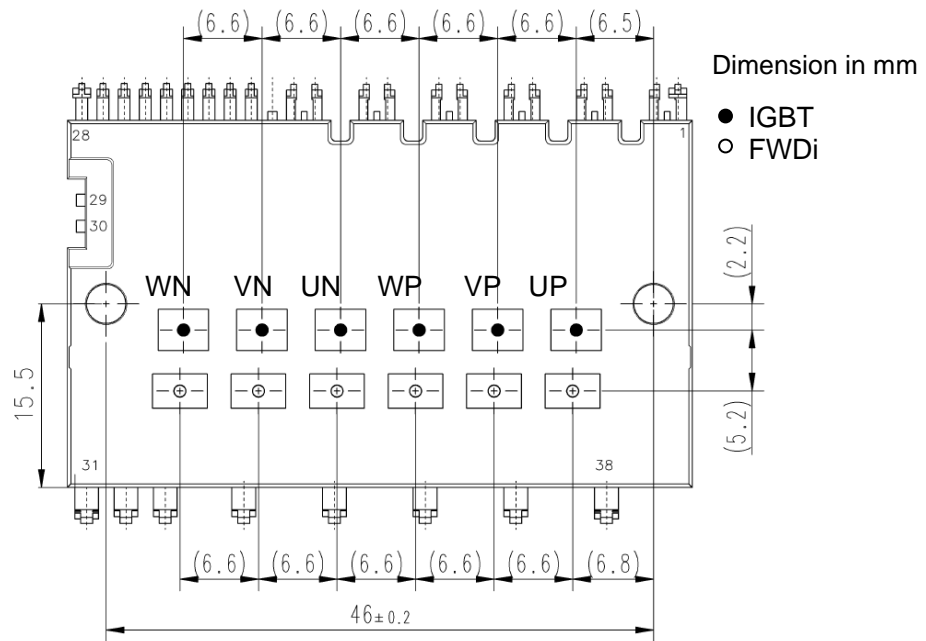 (6.6) (6.6) (6.6) (6.6) (6.6) (6.5)
Dimension in mm
● IGBT
○ FWDi
28 1
29
30
(2.2)
WN VN UN WP VP UP
15.5
(5.2)
31 38
(6.6) (6.6) (6.6) (6.6) (6.6) (6.8)
46±0.2